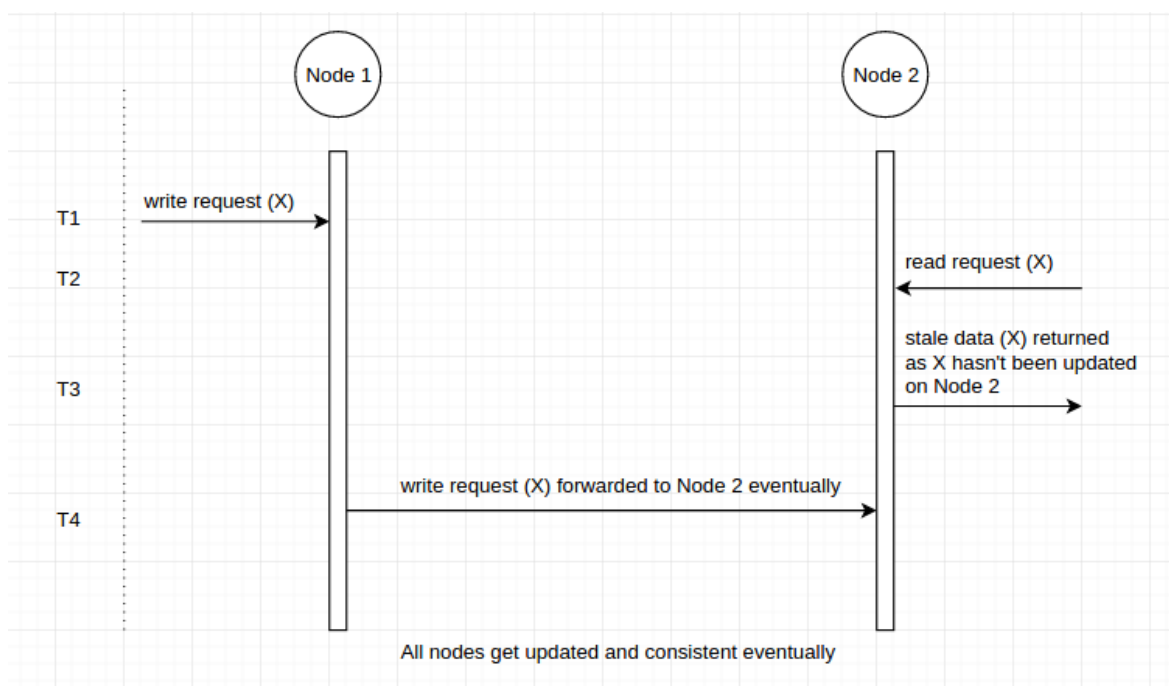 Node 1
Node 2
write request (X)
T1
read request (X)
T2
stale data (X) returned
as X hasn't been updated
on Node 2
T3
write request (X) forwarded to Node 2 eventually
T4
All nodes get updated and consistent eventually